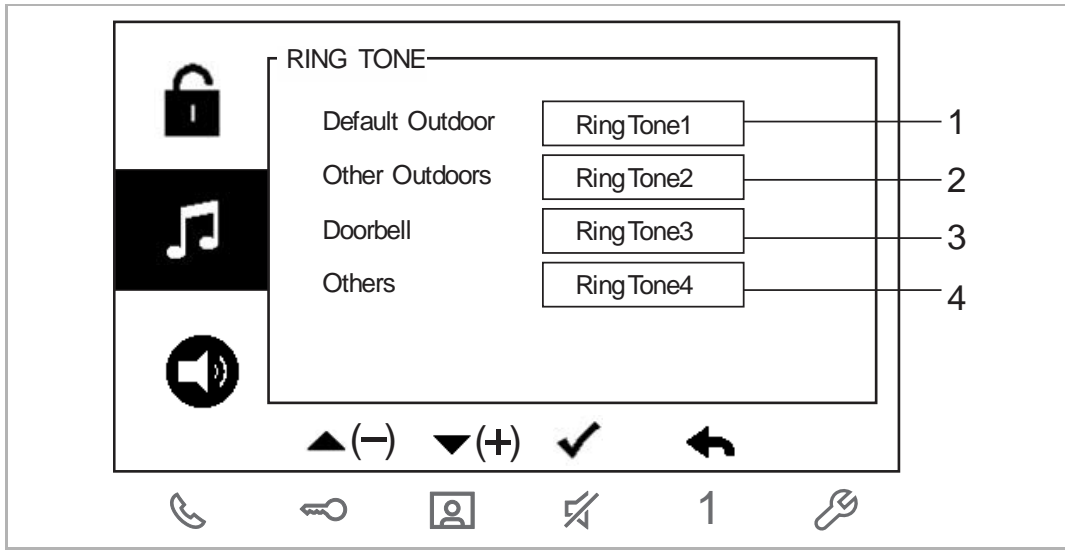 RING TONE
Default Outdoor RingTone1 1
Other Outdoors RingTone2 2
Doorbell RingTone3 3
Others RingTone4 4
(−) (+)
1